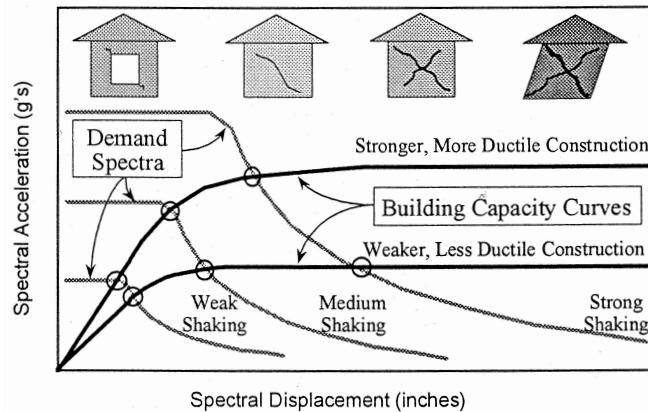 Demand
Spectra
Stronger, More Ductile Construction
Building Capacity Curves
Weaker, Less Ductile Construction
Weak
Shaking
Medium
Shaking
Strong
Shaking
Spectral Acceleration (g's)
Spectral Displacement (inches)